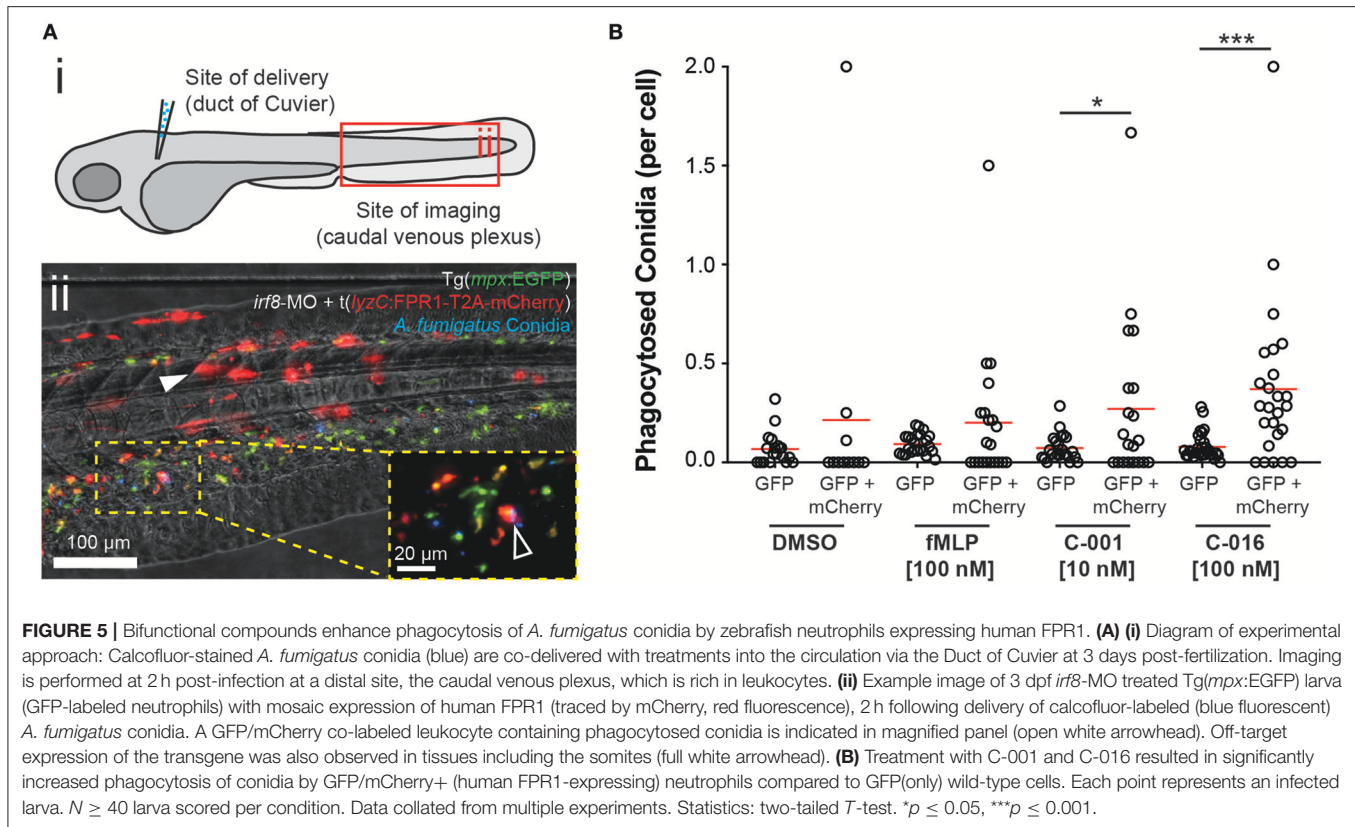 A
i
Site of delivery
(duct of Cuvier)
ii
Site of imaging
(caudal venous plexus)
ii
Tg(mpx:EGFP)
irf8-MO + t(lyzC:FPR1-T2A-mCherry)
A. fumigatus Conidia
100 µm
20 µm
B
Phagocytosed Conidia (per cell)
2.0
1.5
1.0
0.5
0.0
*
***
GFP
GFP +
mCherry
GFP
GFP +
mCherry
GFP
GFP +
mCherry
GFP
GFP +
mCherry
DMSO
fMLP
[100 nM]
C-001
[10 nM]
C-016
[100 nM]
FIGURE 5 | Bifunctional compounds enhance phagocytosis of A. fumigatus conidia by zebrafish neutrophils expressing human FPR1. (A) (i) Diagram of experimental
approach: Calcofluor-stained A. fumigatus conidia (blue) are co-delivered with treatments into the circulation via the Duct of Cuvier at 3 days post-fertilization. Imaging
is performed at 2 h post-infection at a distal site, the caudal venous plexus, which is rich in leukocytes. (ii) Example image of 3 dpf irf8-MO treated Tg(mpx:EGFP) larva
(GFP-labeled neutrophils) with mosaic expression of human FPR1 (traced by mCherry, red fluorescence), 2 h following delivery of calcofluor-labeled (blue fluorescent)
A. fumigatus conidia. A GFP/mCherry co-labeled leukocyte containing phagocytosed conidia is indicated in magnified panel (open white arrowhead). Off-target
expression of the transgene was also observed in tissues including the somites (full white arrowhead). (B) Treatment with C-001 and C-016 resulted in significantly
increased phagocytosis of conidia by GFP/mCherry+ (human FPR1-expressing) neutrophils compared to GFP(only) wild-type cells. Each point represents an infected
larva. N ≥ 40 larva scored per condition. Data collated from multiple experiments. Statistics: two-tailed T-test. *p ≤ 0.05, ***p ≤ 0.001.